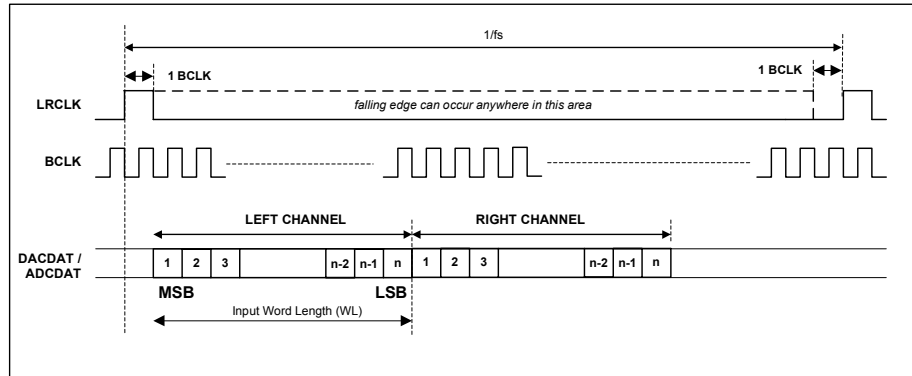 1/fs
1 BCLK
1 BCLK
LRCLK
falling edge can occur anywhere in this area
BCLK
LEFT CHANNEL
RIGHT CHANNEL
DACDAT /
ADCDAT
1 2 3 n-2 n-1 n 1 2 3 n-2 n-1 n
MSB
LSB
Input Word Length (WL)